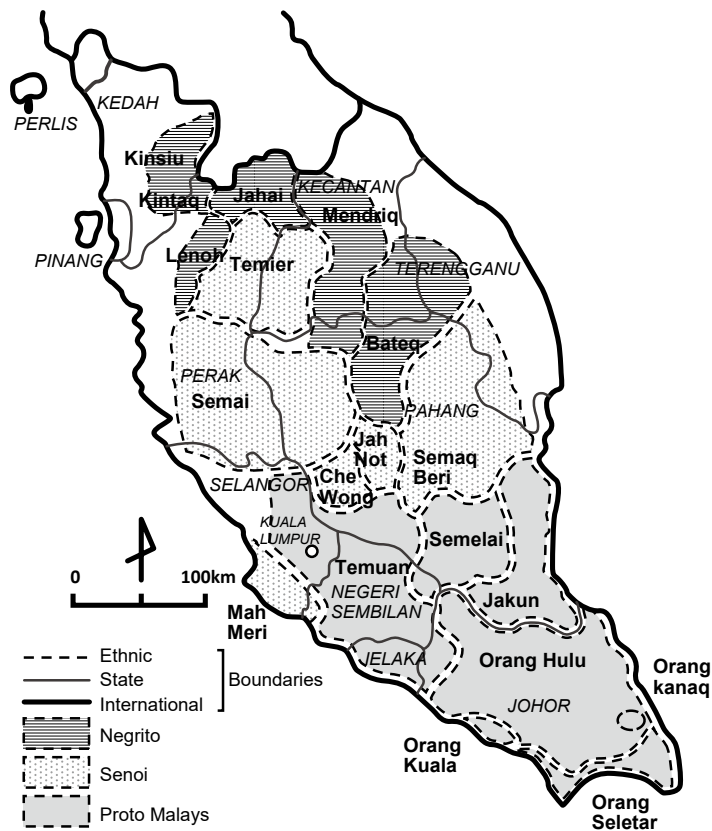 KEDAH
PERLIS
Kinsiu
Kintaq
Jahai
KECANTAN
Mendriq
PINANG
Lenoh
Temier
TERENGGANU
Bateq
PERAK
Semai
PAHANG
Jah
Not
Semaq
Beri
SELANGOR
Che
Wong
KUALA
LUMPUR
Semelai
0
100km
Temuan
NEGERI
SEMBILAN
Jakun
Mah
Meri
JELAKA
Orang Hulu
Orang
kanaq
JOHOR
Orang
Kuala
Orang
Seletar
Ethnic
State
International
Boundaries
Negrito
Senoi
Proto Malays